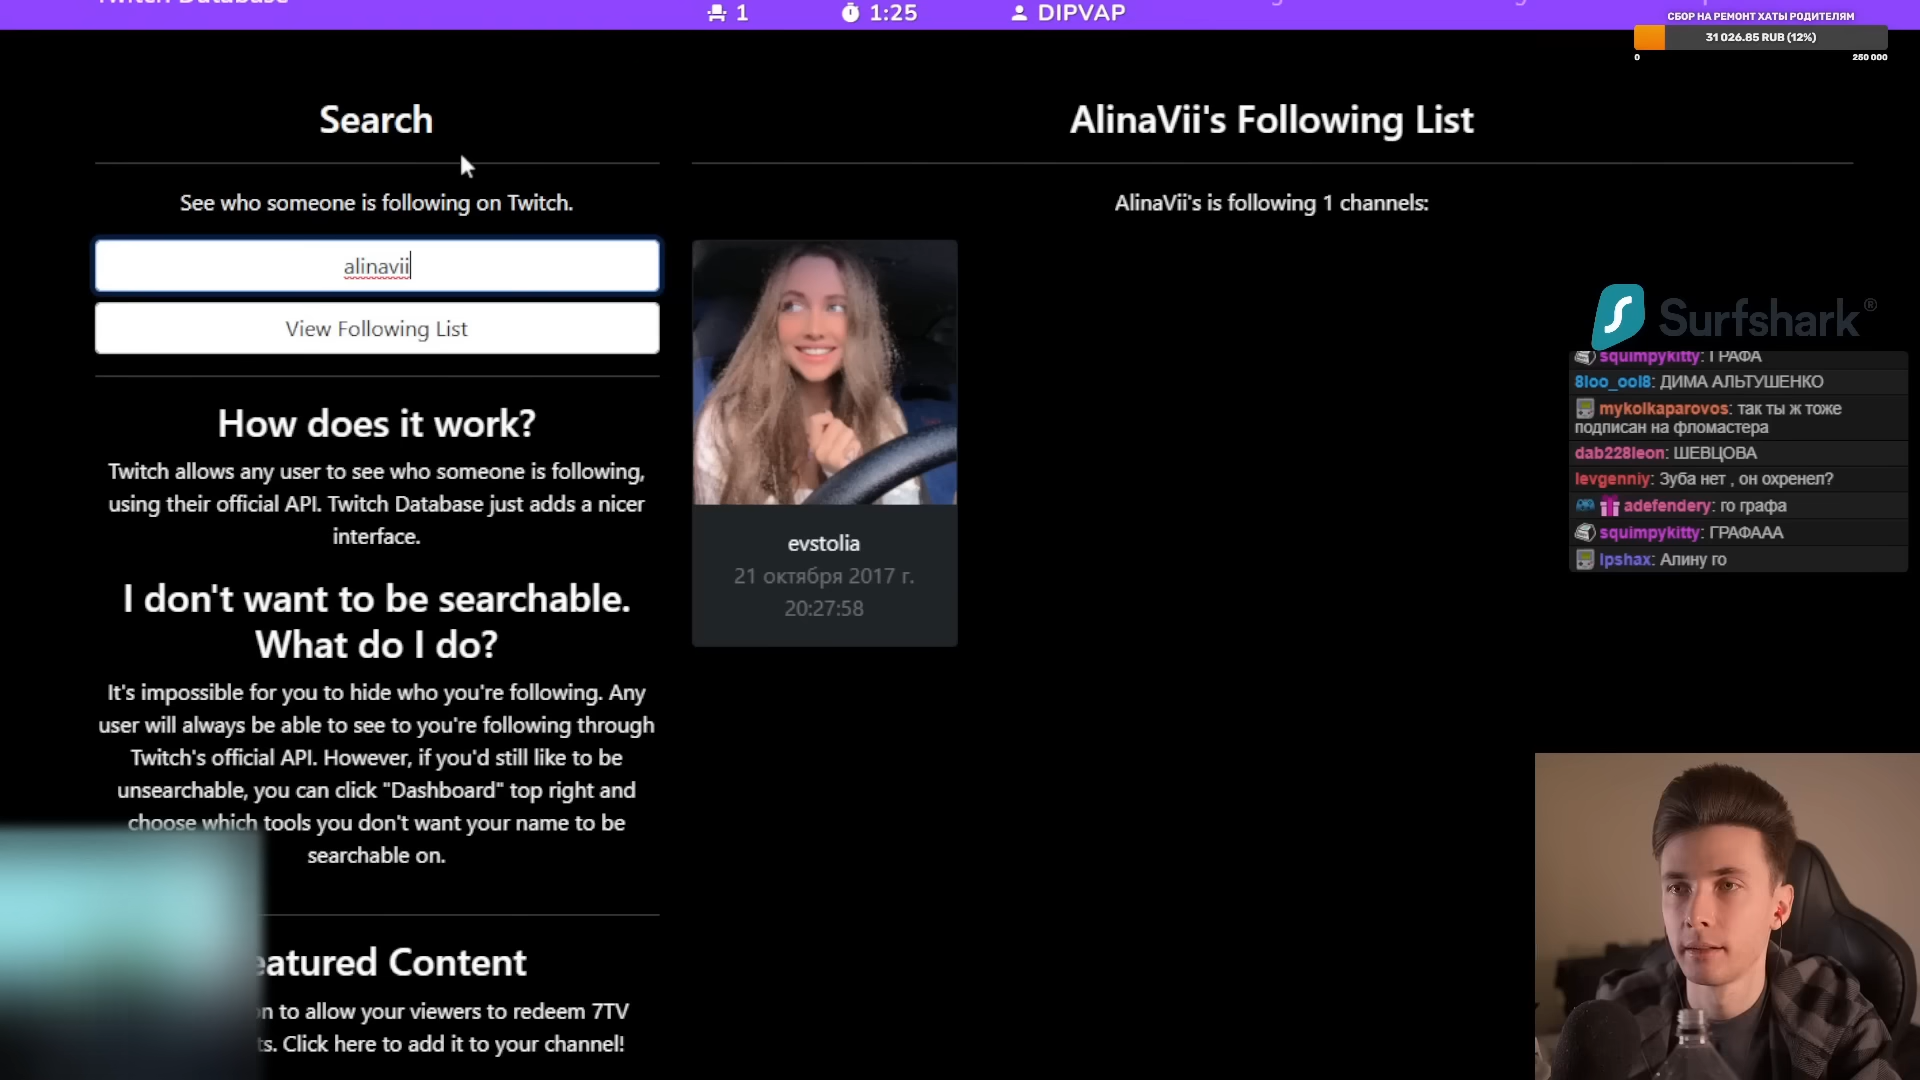 1
1:25
DIPVAP
СБОР НА РЕМОНТ ХАТЫ РОДИТЕЛЯМ
31 026.85 RUB (12%)
0
250 000
Search
See who someone is following on Twitch.
alinavii
View Following List
How does it work?
Twitch allows any user to see who someone is following,
using their official API. Twitch Database just adds a nicer
interface.
I don't want to be searchable.
What do I do?
It's impossible for you to hide who you're following. Any
user will always be able to see to you're following through
Twitch's official API. However, if you'd still like to be
unsearchable, you can click "Dashboard" top right and
choose which tools you don't want your name to be
searchable on.
eatured Content
on to allow your viewers to redeem 7TV
ts. Click here to add it to your channel!
AlinaVii's Following List
AlinaVii's is following 1 channels:
evstolia
21 октября 2017 г.
20:27:58
Surfshark®
squimpykitty: ГРАФА
8loo_ool8: ДИМА АЛЬТУШЕНКО
mykolkaparovos: так ты ж тоже
подписан на фломастера
dab228leon: ШЕВЦОВА
levgenniy: Зуба нет , он охренел?
adefendery: го графа
squimpykitty: ГРАФААА
lpshax: Алину го